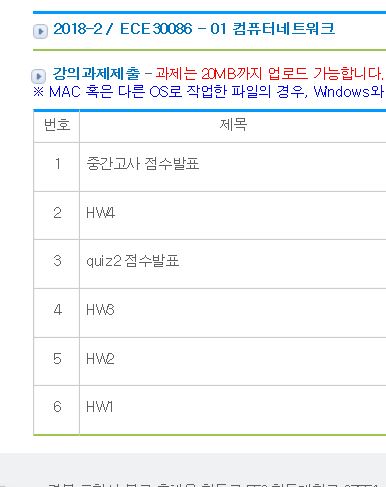 2018-2 / ECE30086 - 01 컴퓨터네트워크
강의과제제출 - 과제는 20MB까지 업로드 가능합니다.
※ MAC 혹은 다른 OS로 작업한 파일의 경우, Windows와
번호 제목
1 중간고사 점수발표
2 HW4
3 quiz2 점수발표
4 HW3
5 HW2
6 HW1